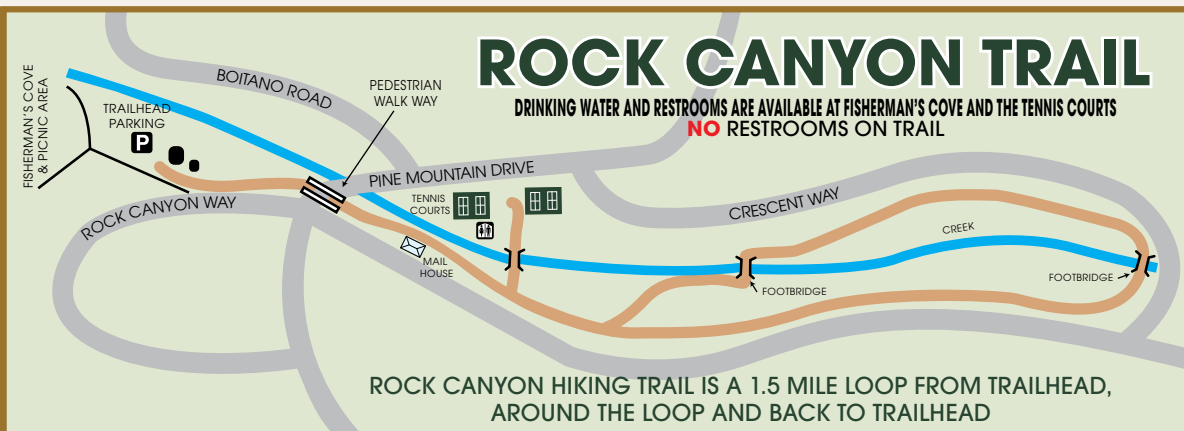 ROCK CANYON TRAIL
DRINKING WATER AND RESTROOMS ARE AVAILABLE AT FISHERMAN'S COVE AND THE TENNIS COURTS
NO RESTROOMS ON TRAIL
FISHERMAN'S COVE
& PICNIC AREA
TRAILHEAD
PARKING
P
BOITANO ROAD
PEDESTRIAN
WALK WAY
PINE MOUNTAIN DRIVE
ROCK CANYON WAY
TENNIS
COURTS
MAIL
HOUSE
CRESCENT WAY
CREEK
FOOTBRIDGE
FOOTBRIDGE
ROCK CANYON HIKING TRAIL IS A 1.5 MILE LOOP FROM TRAILHEAD,
AROUND THE LOOP AND BACK TO TRAILHEAD